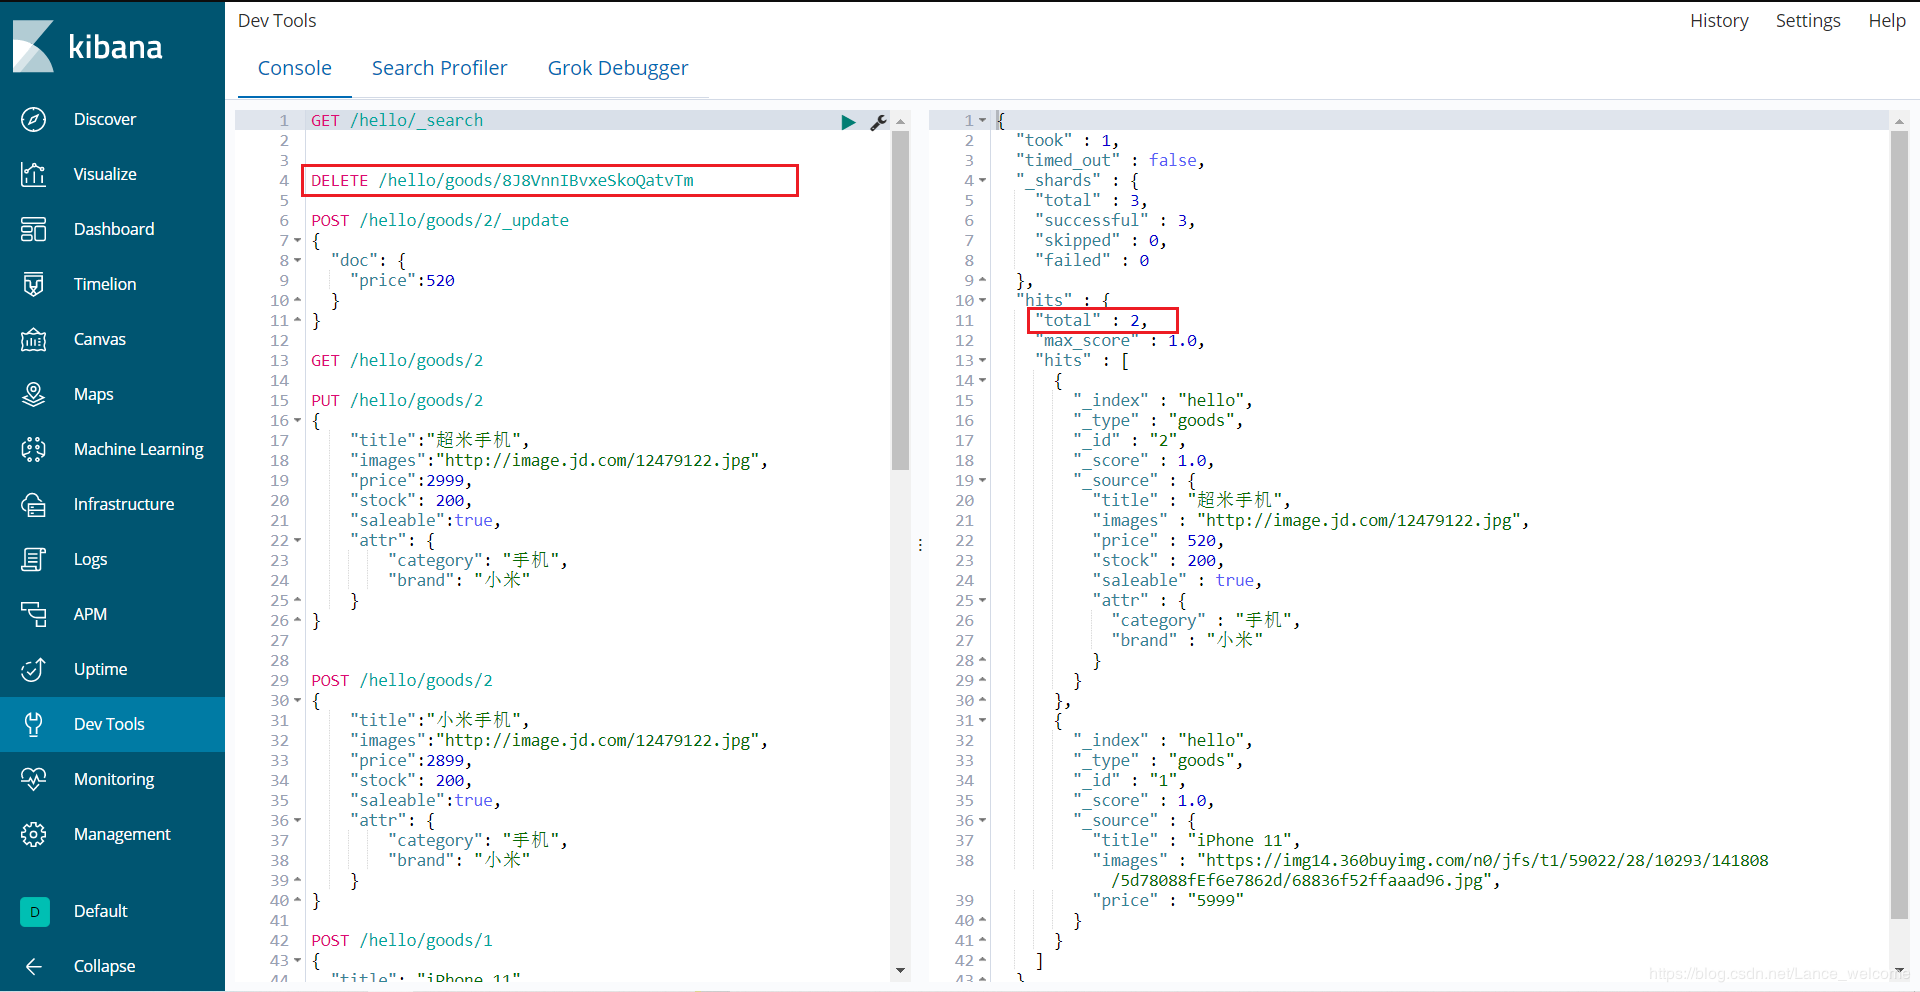 kibana
Discover
Visualize
Dashboard
Timelion
Canvas
Maps
Machine Learning
Infrastructure
Logs
APM
Uptime
Dev Tools
Monitoring
Management
D Default
Collapse
Dev Tools
History Settings Help
Console Search Profiler Grok Debugger
1 GET /hello/_search
2
3
4 DELETE /hello/goods/8J8VnnIBvxeSkoQatvTm
5
6 POST /hello/goods/2/_update
7 {
8 "doc": {
9 "price":520
10 }
11 }
12
13 GET /hello/goods/2
14
15 PUT /hello/goods/2
16 {
17 "title":"超米手机",
18 "images":"http://image.jd.com/12479122.jpg",
19 "price":2999,
20 "stock": 200,
21 "saleable":true,
22 "attr": {
23 "category": "手机",
24 "brand": "小米"
25 }
26 }
27
28
29 POST /hello/goods/2
30 {
31 "title":"小米手机",
32 "images":"http://image.jd.com/12479122.jpg",
33 "price":2899,
34 "stock": 200,
35 "saleable":true,
36 "attr": {
37 "category": "手机",
38 "brand": "小米"
39 }
40 }
41
42 POST /hello/goods/1
43 {
44 "title": "iPhone 11"
1 {
2 "took" : 1,
3 "timed_out" : false,
4 "_shards" : {
5 "total" : 3,
6 "successful" : 3,
7 "skipped" : 0,
8 "failed" : 0
9 },
10 "hits" : {
11 "total" : 2,
12 "max_score" : 1.0,
13 "hits" : [
14 {
15 "_index" : "hello",
16 "_type" : "goods",
17 "_id" : "2",
18 "_score" : 1.0,
19 "_source" : {
20 "title" : "超米手机",
21 "images" : "http://image.jd.com/12479122.jpg",
22 "price" : 520,
23 "stock" : 200,
24 "saleable" : true,
25 "attr" : {
26 "category" : "手机",
27 "brand" : "小米"
28 }
29 }
30 },
31 {
32 "_index" : "hello",
33 "_type" : "goods",
34 "_id" : "1",
35 "_score" : 1.0,
36 "_source" : {
37 "title" : "iPhone 11",
38 "images" : "https://img14.360buyimg.com/n0/jfs/t1/59022/28/10293/141808
/5d78088fEf6e7862d/68836f52ffaaad96.jpg",
39 "price" : "5999"
40 }
41 }
42 ]
43 }
https://blog.csdn.net/Lance_welcome